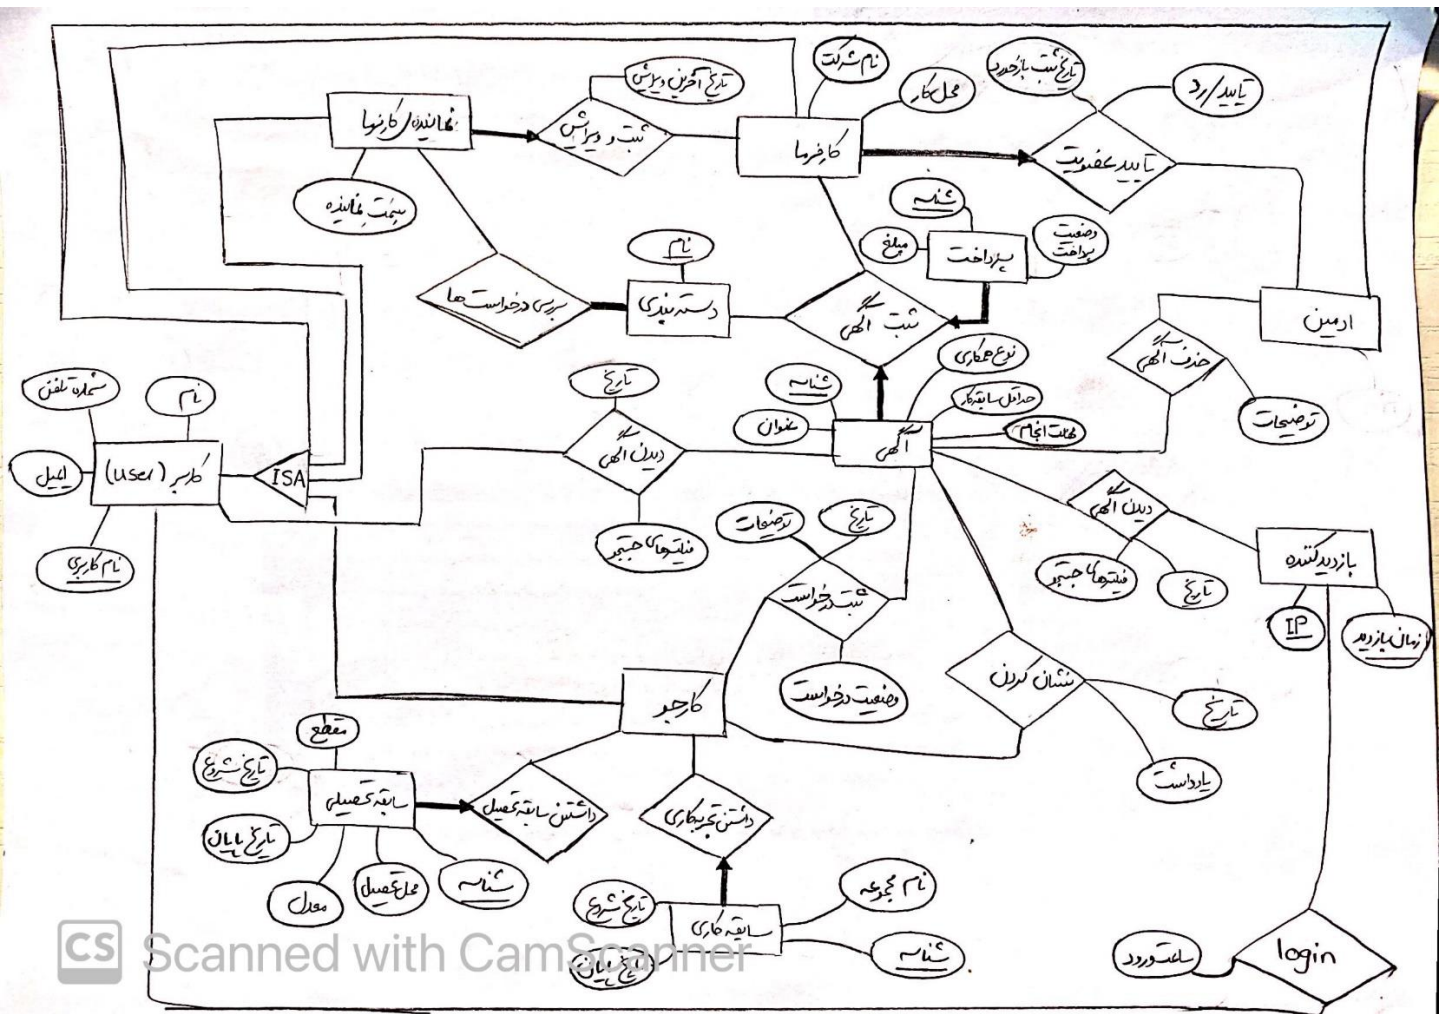 تاریخ آخرین ویرایش
نام شرکت
محل کار
تاریخ ثبت بازخورد
تایید/رد
نماینده کارفرما
ثبت و ویرایش
کارفرما
تایید عضویت
سمت نماینده
شناسه
مبلغ
پرداخت
وضعیت پرداخت
نام
بررسی درخواست ها
دسته بندی
ثبت آگهی
ادمین
حذف آگهی
توضیحات
نوع همکاری
حداقل سابقه کار
مهلت انجام
شناسه
عنوان
آگهی
تاریخ
دیدن آگهی
فیلترهای جستجو
شماره تلفن
نام
ایمیل
کاربر (user)
نام کاربری
ISA
دیدن آگهی
فیلترهای جستجو
تاریخ
بازدیدکننده
IP
زمان بازدید
توضیحات
تاریخ
ثبت درخواست
وضعیت درخواست
نشان کردن
تاریخ
یادداشت
کارجو
مقطع
تاریخ شروع
سابقه تحصیلی
داشتن سابقه تحصیلی
داشتن تجربه کاری
تاریخ پایان
معدل
محل تحصیل
شناسه
تاریخ شروع
نام مجموعه
سابقه کاری
شناسه
تاریخ پایان
ساعت ورود
login
CS Scanned with CamScanner